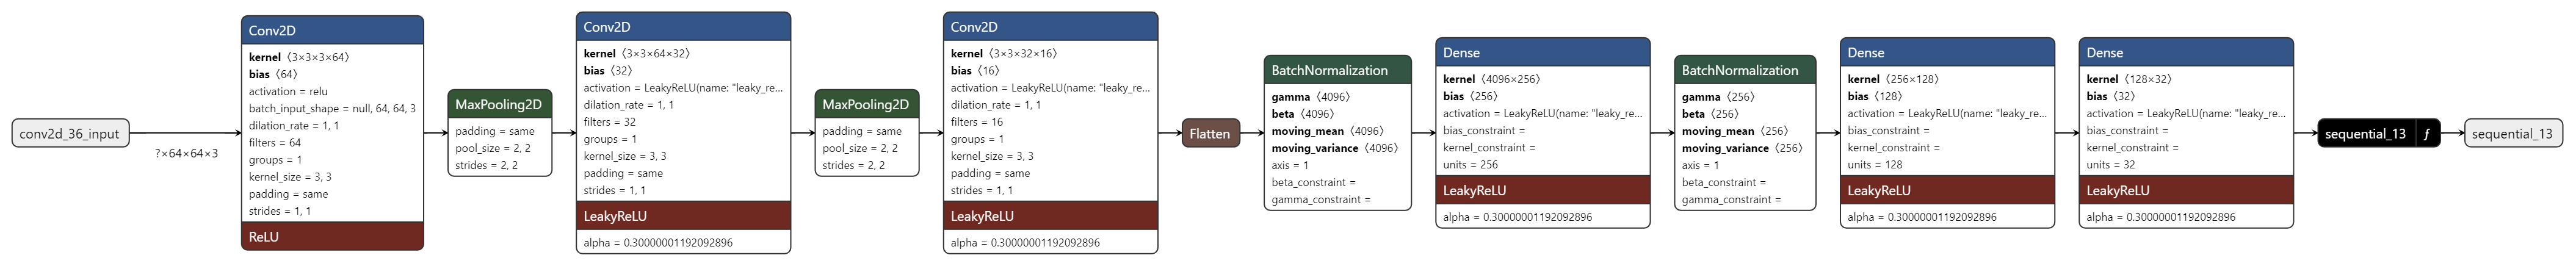 conv2d_36_input
?×64×64×3
Conv2D
kernel ⟨3×3×3×64⟩
bias ⟨64⟩
activation = relu
batch_input_shape = null, 64, 64, 3
dilation_rate = 1, 1
filters = 64
groups = 1
kernel_size = 3, 3
padding = same
strides = 1, 1
ReLU
MaxPooling2D
padding = same
pool_size = 2, 2
strides = 2, 2
Conv2D
kernel ⟨3×3×64×32⟩
bias ⟨32⟩
activation = LeakyReLU(name: "leaky_re...
dilation_rate = 1, 1
filters = 32
groups = 1
kernel_size = 3, 3
padding = same
strides = 1, 1
LeakyReLU
alpha = 0.30000001192092896
MaxPooling2D
padding = same
pool_size = 2, 2
strides = 2, 2
Conv2D
kernel ⟨3×3×32×16⟩
bias ⟨16⟩
activation = LeakyReLU(name: "leaky_re...
dilation_rate = 1, 1
filters = 16
groups = 1
kernel_size = 3, 3
padding = same
strides = 1, 1
LeakyReLU
alpha = 0.30000001192092896
Flatten
BatchNormalization
gamma ⟨4096⟩
beta ⟨4096⟩
moving_mean ⟨4096⟩
moving_variance ⟨4096⟩
axis = 1
beta_constraint =
gamma_constraint =
Dense
kernel ⟨4096×256⟩
bias ⟨256⟩
activation = LeakyReLU(name: "leaky_re...
bias_constraint =
kernel_constraint =
units = 256
LeakyReLU
alpha = 0.30000001192092896
BatchNormalization
gamma ⟨256⟩
beta ⟨256⟩
moving_mean ⟨256⟩
moving_variance ⟨256⟩
axis = 1
beta_constraint =
gamma_constraint =
Dense
kernel ⟨256×128⟩
bias ⟨128⟩
activation = LeakyReLU(name: "leaky_re...
bias_constraint =
kernel_constraint =
units = 128
LeakyReLU
alpha = 0.30000001192092896
Dense
kernel ⟨128×32⟩
bias ⟨32⟩
activation = LeakyReLU(name: "leaky_re...
bias_constraint =
kernel_constraint =
units = 32
LeakyReLU
alpha = 0.30000001192092896
sequential_13 ƒ
sequential_13